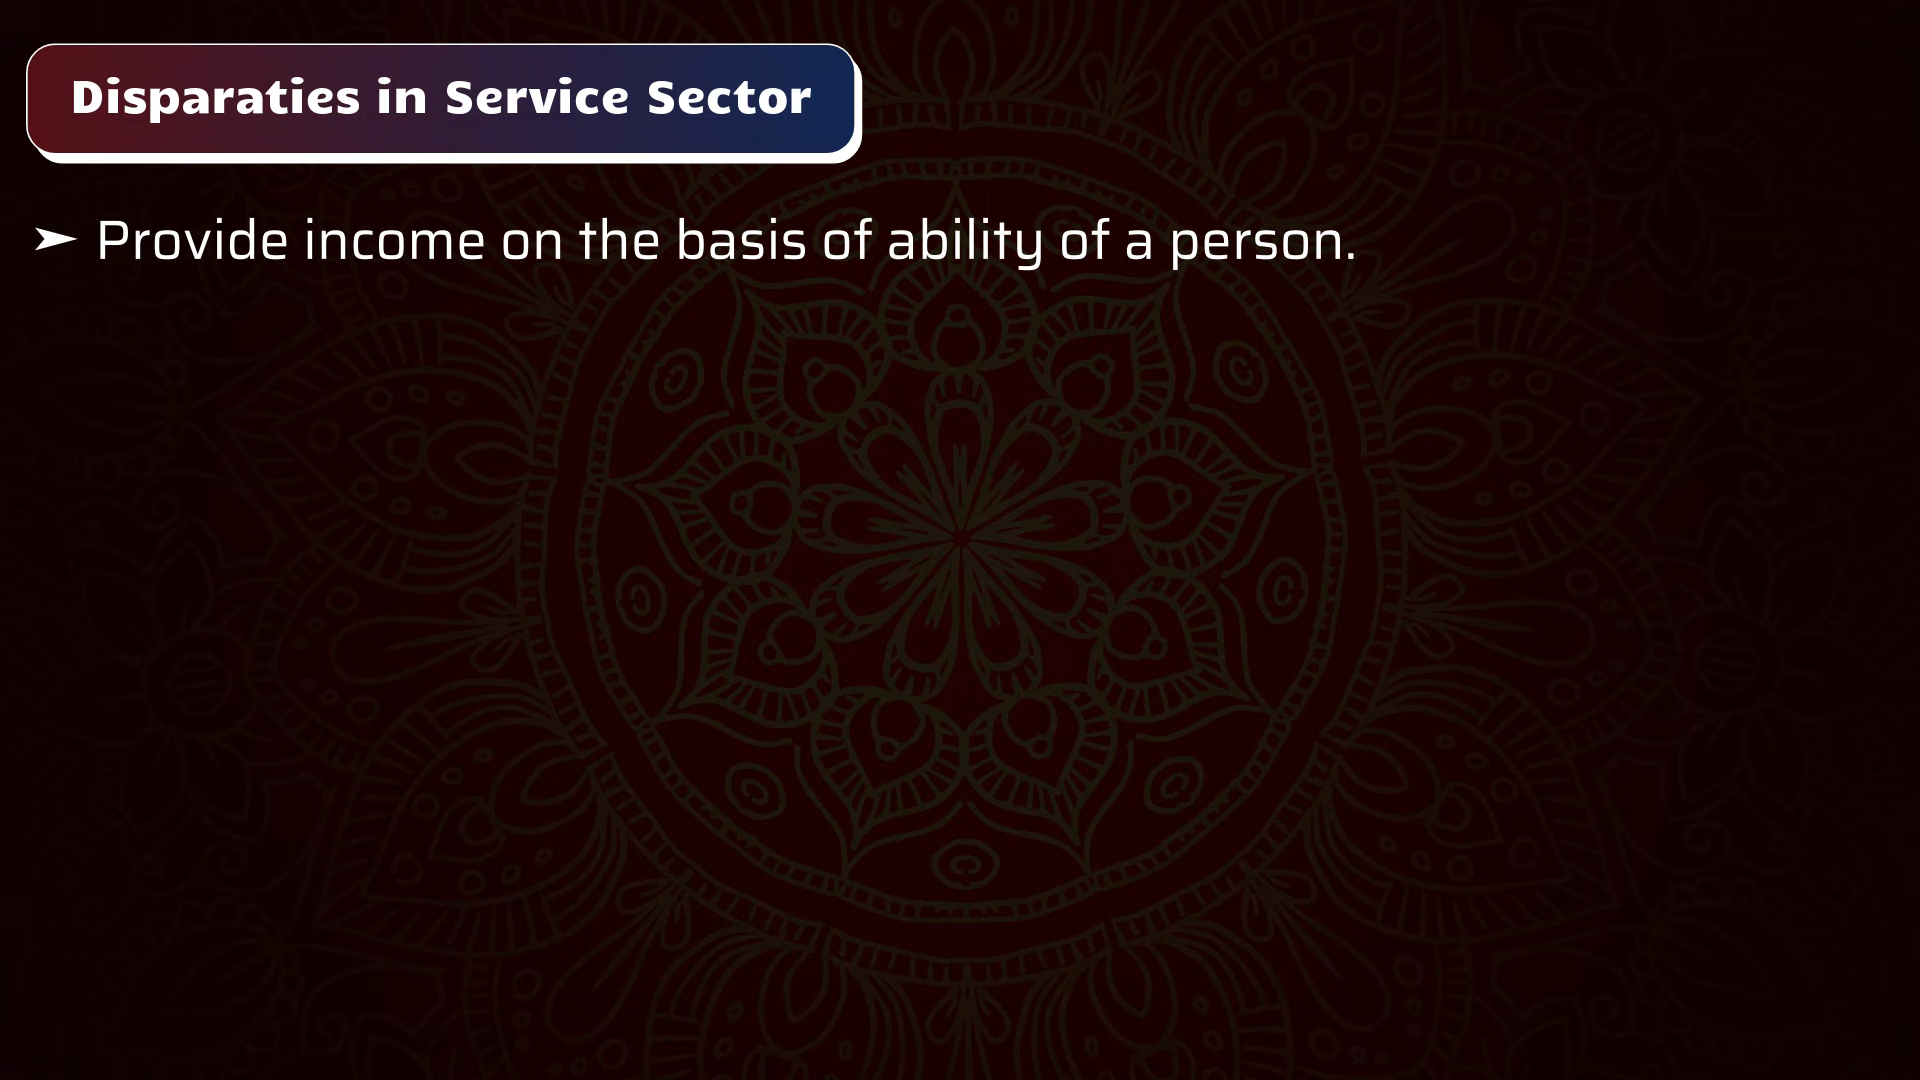 Disparaties in Service Sector
➤ Provide income on the basis of ability of a person.